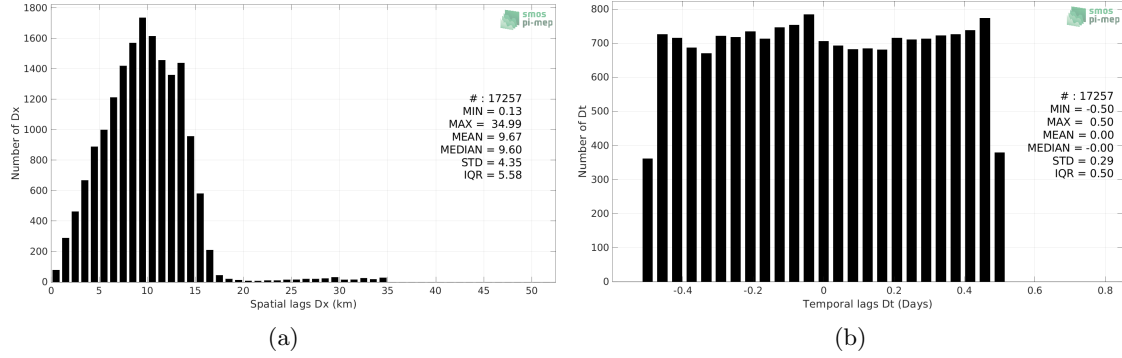 1800
1600
1400
1200
1000
800
600
400
200
0
Number of Dx
smos
pi-mep
# : 17257
MIN = 0.13
MAX = 34.99
MEAN = 9.67
MEDIAN = 9.60
STD = 4.35
IQR = 5.58
0 5 10 15 20 25 30 35 40 45 50
Spatial lags Dx (km)
(a)
800
700
600
500
400
300
200
100
0
Number of Dt
smos
pi-mep
# : 17257
MIN = -0.50
MAX = 0.50
MEAN = 0.00
MEDIAN = -0.00
STD = 0.29
IQR = 0.50
-0.4 -0.2 0 0.2 0.4 0.6 0.8
Temporal lags Dt (Days)
(b)